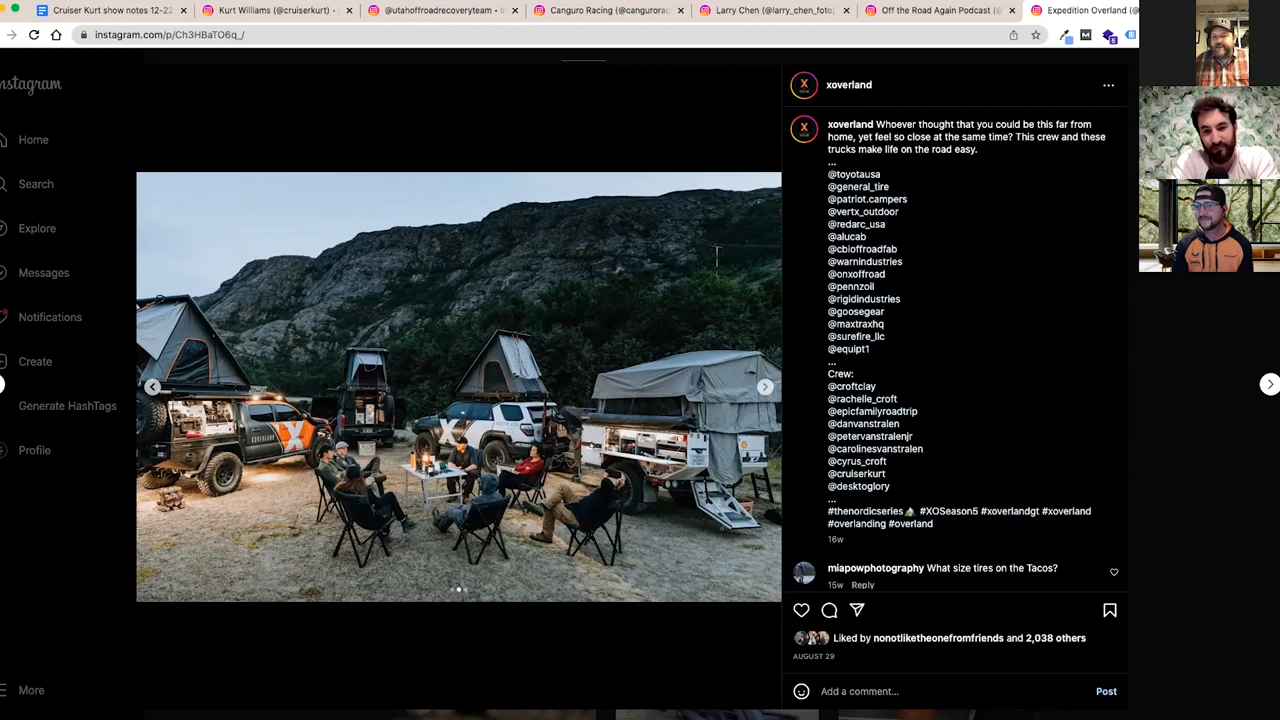 Cruiser Kurt show notes 12-22
Kurt Williams (@cruiserkurt)
@utahoffroadrecoveryteam •
Canguro Racing (@cangurorac
Larry Chen (@larry_chen_foto)
Off the Road Again Podcast (@
Expedition Overland (@
instagram.com/p/Ch3HBaTO6q_/
nstagram
Home
Search
Explore
Messages
Notifications
Create
Generate HashTags
Profile
More
X
X
xoverland
xoverland Whoever thought that you could be this far from
home, yet feel so close at the same time? This crew and these
trucks make life on the road easy.
...
@toyotausa
@general_tire
@patriot.campers
@vertx_outdoor
@redarc_usa
@alucab
@cbioffroadfab
@warnindustries
@onxoffroad
@pennzoil
@rigidindustries
@goosegear
@maxtraxhq
@surefire_llc
@equipt1
...
Crew:
@croftclay
@rachelle_croft
@epicfamilyroadtrip
@danvanstralen
@petervanstralenjr
@carolinesvanstralen
@cyrus_croft
@cruiserkurt
@desktoglory
...
#thenordicseries #XOSeason5 #xoverlandgt #xoverland
#overlanding #overland
16w
miapowphotography What size tires on the Tacos?
15w Reply
Liked by nonotliketheonefromfriends and 2,038 others
AUGUST 29
Add a comment...
Post